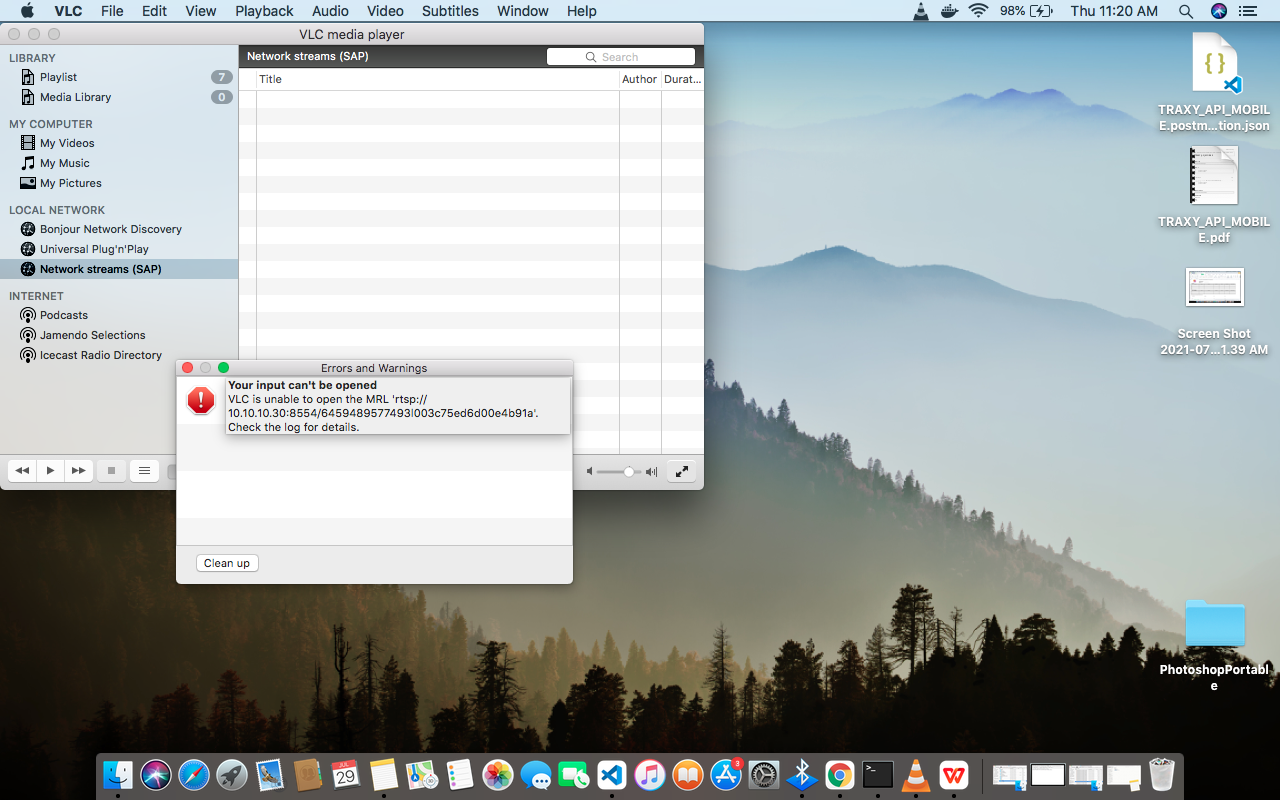 VLC File Edit View Playback Audio Video Subtitles Window Help 98% Thu 11:20 AM
VLC media player
LIBRARY
Playlist 7
Media Library 0
MY COMPUTER
My Videos
My Music
My Pictures
LOCAL NETWORK
Bonjour Network Discovery
Universal Plug'n'Play
Network streams (SAP)
INTERNET
Podcasts
Jamendo Selections
Icecast Radio Directory
Network streams (SAP) Search
Title Author Durat...
Errors and Warnings
Your input can't be opened
VLC is unable to open the MRL 'rtsp://
10.10.10.30:8554/6459489577493l003c75ed6d00e4b91a'.
Check the log for details.
Clean up
{ }
TRAXY_API_MOBIL
E.postm...tion.json
TRAXY_API_MOBIL
E.pdf
Screen Shot
2021-07...1.39 AM
PhotoshopPortabl
e
JUL
29
3
>_
W